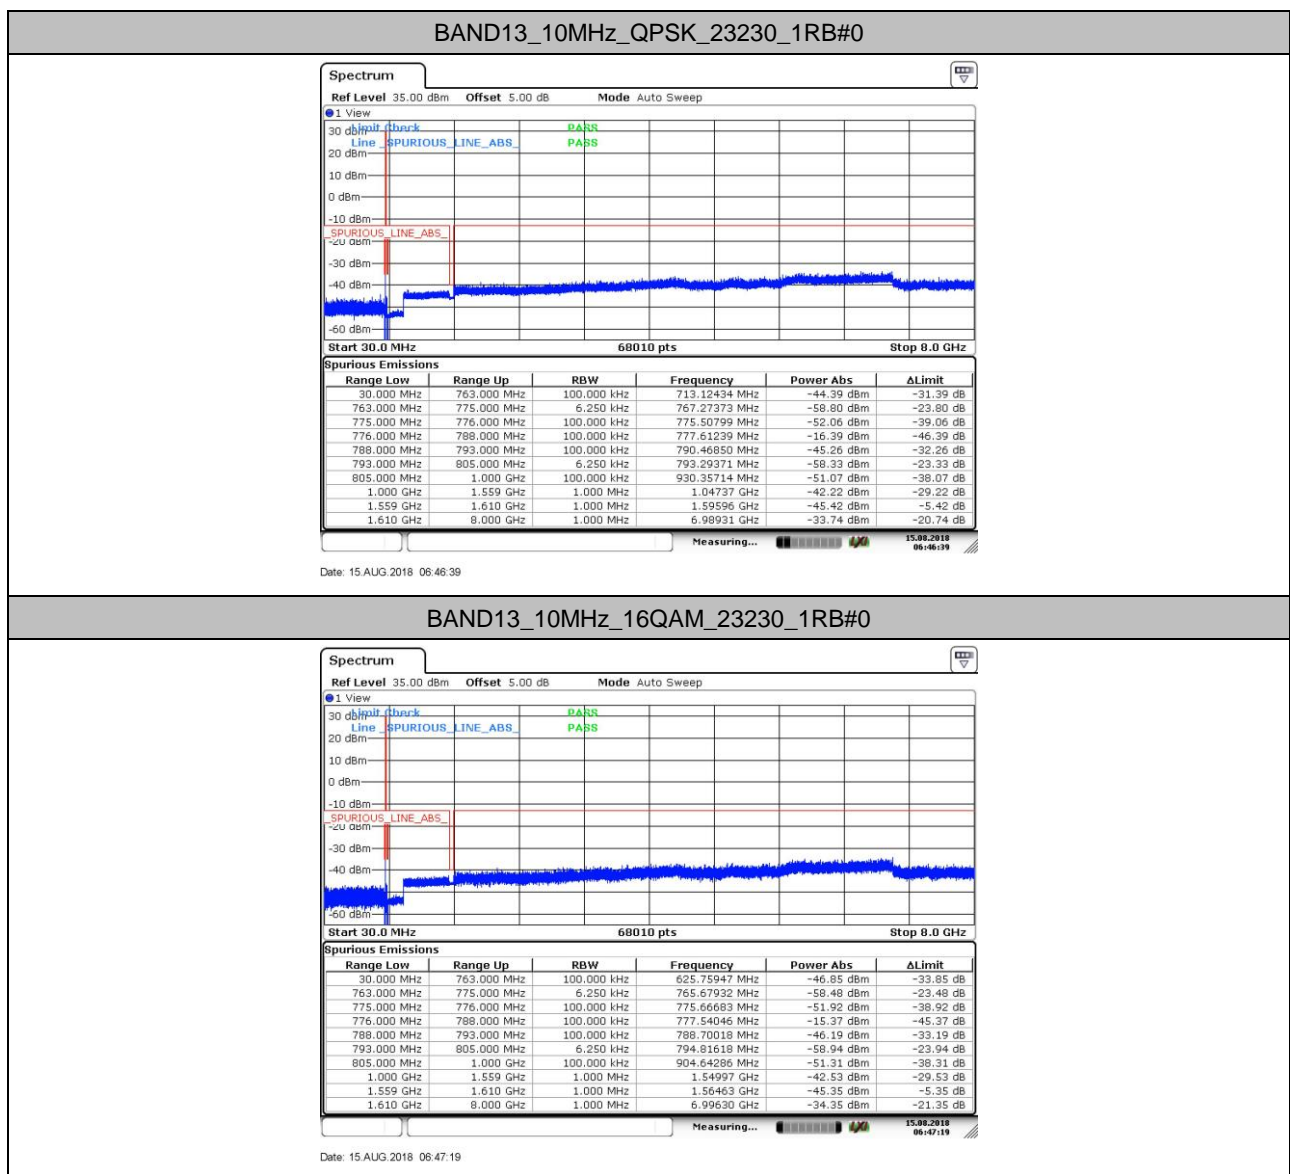 BAND13_10MHz_QPSK_23230_1RB#0
Spectrum
Ref Level 35.00 dBm Offset 5.00 dB Mode Auto Sweep
1 View
30 dBm Limit Check PASS
Line _SPURIOUS_LINE_ABS_ PASS
20 dBm
10 dBm
0 dBm
-10 dBm
_SPURIOUS_LINE_ABS_
-20 dBm
-30 dBm
-40 dBm
-60 dBm
Start 30.0 MHz 68010 pts Stop 8.0 GHz
Spurious Emissions
Range Low Range Up RBW Frequency Power Abs ΔLimit
30.000 MHz 763.000 MHz 100.000 kHz 713.12434 MHz -44.39 dBm -31.39 dB
763.000 MHz 775.000 MHz 6.250 kHz 767.27373 MHz -58.80 dBm -23.80 dB
775.000 MHz 776.000 MHz 100.000 kHz 775.50799 MHz -52.06 dBm -39.06 dB
776.000 MHz 788.000 MHz 100.000 kHz 777.61239 MHz -16.39 dBm -46.39 dB
788.000 MHz 793.000 MHz 100.000 kHz 790.46850 MHz -45.26 dBm -32.26 dB
793.000 MHz 805.000 MHz 6.250 kHz 793.29371 MHz -58.33 dBm -23.33 dB
805.000 MHz 1.000 GHz 100.000 kHz 930.35714 MHz -51.07 dBm -38.07 dB
1.000 GHz 1.559 GHz 1.000 MHz 1.04737 GHz -42.22 dBm -29.22 dB
1.559 GHz 1.610 GHz 1.000 MHz 1.59596 GHz -45.42 dBm -5.42 dB
1.610 GHz 8.000 GHz 1.000 MHz 6.98931 GHz -33.74 dBm -20.74 dB
Measuring... 15.08.2018
06:46:39
Date: 15.AUG.2018 06:46:39
BAND13_10MHz_16QAM_23230_1RB#0
Spectrum
Ref Level 35.00 dBm Offset 5.00 dB Mode Auto Sweep
1 View
30 dBm Limit Check PASS
Line _SPURIOUS_LINE_ABS_ PASS
20 dBm
10 dBm
0 dBm
-10 dBm
_SPURIOUS_LINE_ABS_
-20 dBm
-30 dBm
-40 dBm
-60 dBm
Start 30.0 MHz 68010 pts Stop 8.0 GHz
Spurious Emissions
Range Low Range Up RBW Frequency Power Abs ΔLimit
30.000 MHz 763.000 MHz 100.000 kHz 625.75947 MHz -46.85 dBm -33.85 dB
763.000 MHz 775.000 MHz 6.250 kHz 765.67932 MHz -58.48 dBm -23.48 dB
775.000 MHz 776.000 MHz 100.000 kHz 775.66683 MHz -51.92 dBm -38.92 dB
776.000 MHz 788.000 MHz 100.000 kHz 777.54046 MHz -15.37 dBm -45.37 dB
788.000 MHz 793.000 MHz 100.000 kHz 788.70018 MHz -46.19 dBm -33.19 dB
793.000 MHz 805.000 MHz 6.250 kHz 794.81618 MHz -58.94 dBm -23.94 dB
805.000 MHz 1.000 GHz 100.000 kHz 904.64286 MHz -51.31 dBm -38.31 dB
1.000 GHz 1.559 GHz 1.000 MHz 1.54997 GHz -42.53 dBm -29.53 dB
1.559 GHz 1.610 GHz 1.000 MHz 1.56463 GHz -45.35 dBm -5.35 dB
1.610 GHz 8.000 GHz 1.000 MHz 6.99630 GHz -34.35 dBm -21.35 dB
Measuring... 15.08.2018
06:47:19
Date: 15.AUG.2018 06:47:19